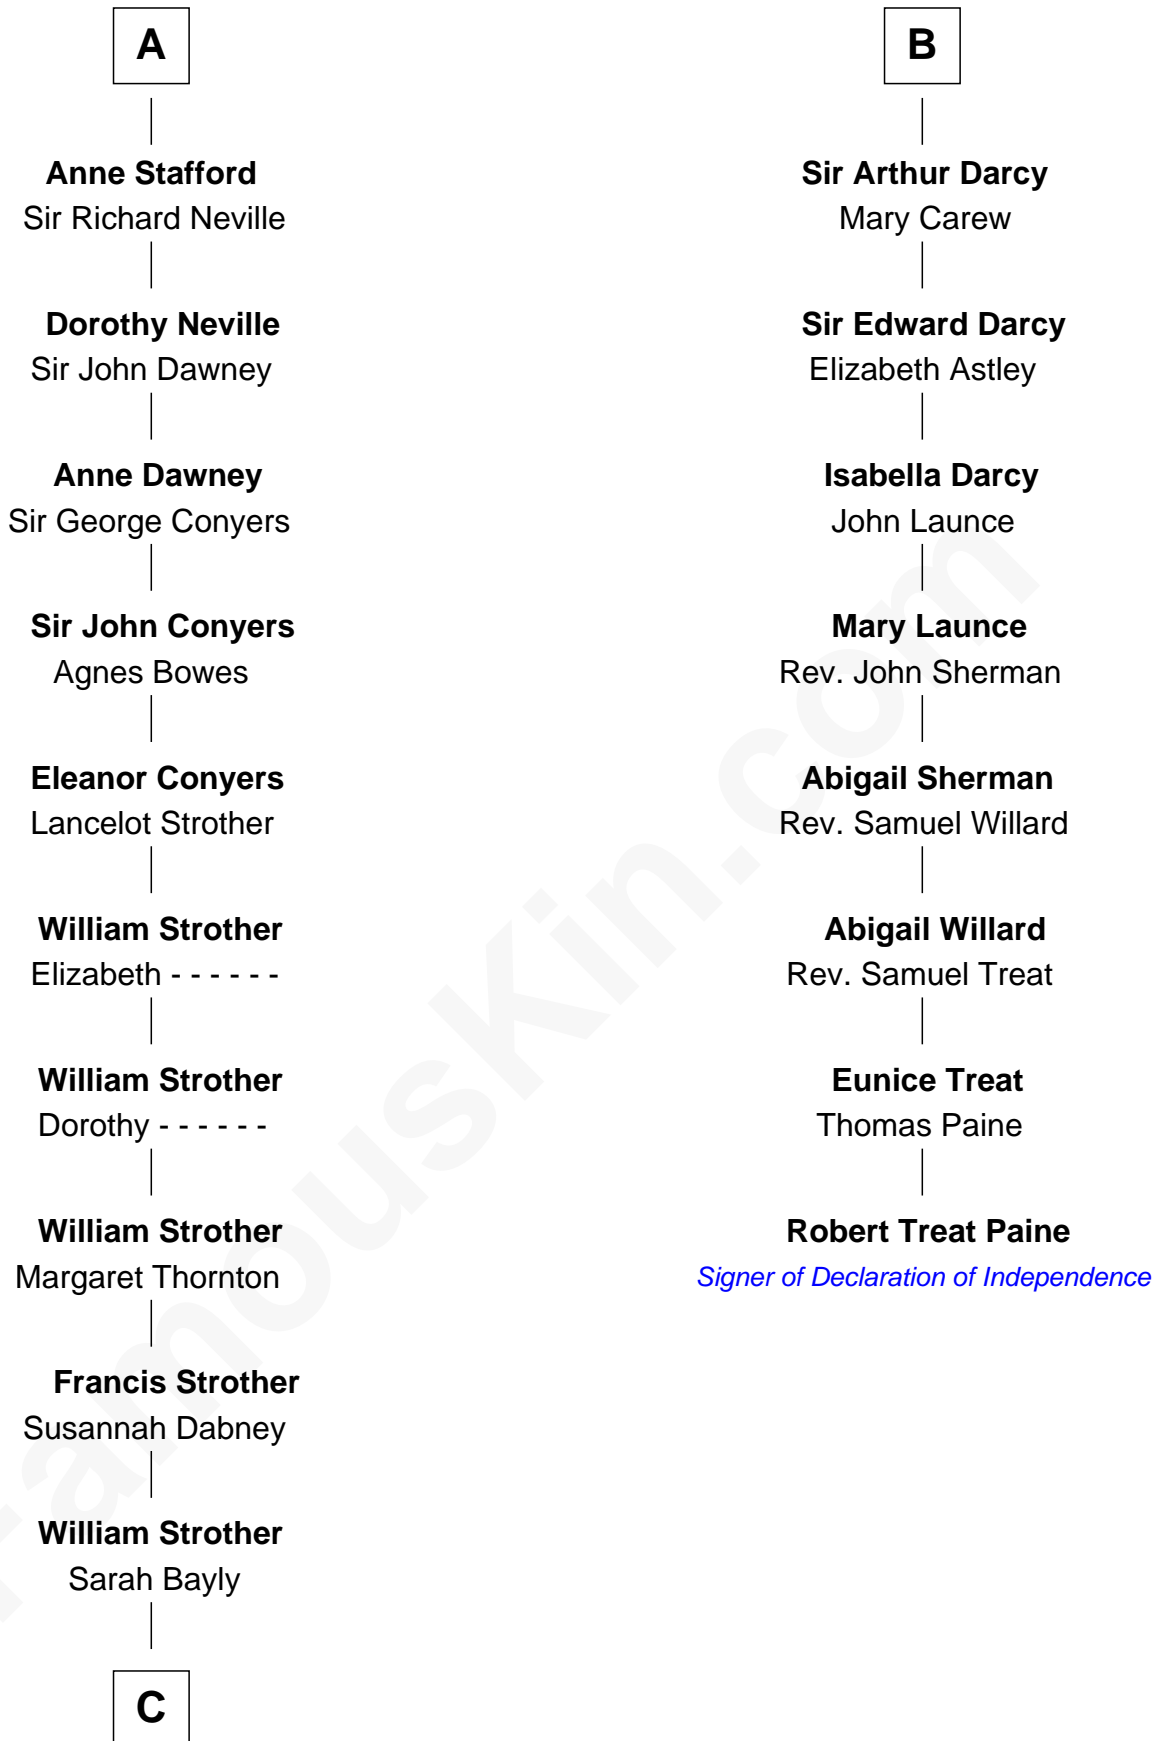 A
Anne Stafford
Sir Richard Neville
Dorothy Neville
Sir John Dawney
Anne Dawney
Sir George Conyers
Sir John Conyers
Agnes Bowes
Eleanor Conyers
Lancelot Strother
William Strother
Elizabeth - - - - - -
William Strother
Dorothy - - - - - -
William Strother
Margaret Thornton
Francis Strother
Susannah Dabney
William Strother
Sarah Bayly
C
B
Sir Arthur Darcy
Mary Carew
Sir Edward Darcy
Elizabeth Astley
Isabella Darcy
John Launce
Mary Launce
Rev. John Sherman
Abigail Sherman
Rev. Samuel Willard
Abigail Willard
Rev. Samuel Treat
Eunice Treat
Thomas Paine
Robert Treat Paine
Signer of Declaration of Independence
FamousKin.com